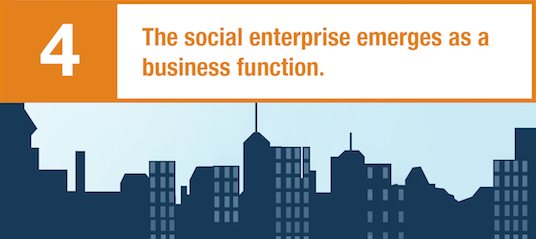 4
The social enterprise emerges as a
business function.